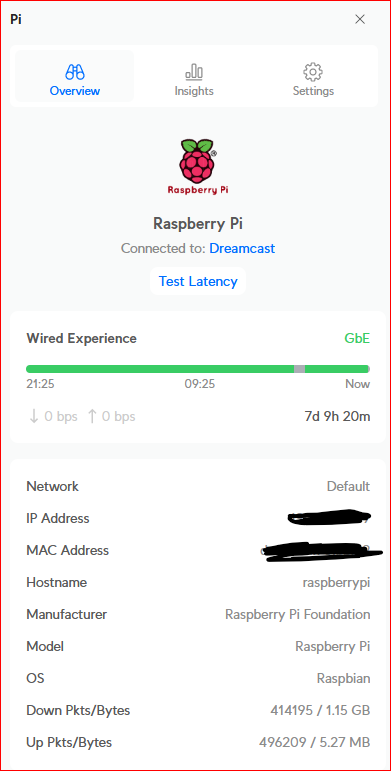 Pi
Overview
Insights
Settings
Raspberry Pi
Raspberry Pi
Connected to: Dreamcast
Test Latency
Wired Experience GbE
21:25 09:25 Now
↓ 0 bps ↑ 0 bps 7d 9h 20m
Network Default
IP Address
MAC Address
Hostname raspberrypi
Manufacturer Raspberry Pi Foundation
Model Raspberry Pi
OS Raspbian
Down Pkts/Bytes 414195 / 1.15 GB
Up Pkts/Bytes 496209 / 5.27 MB